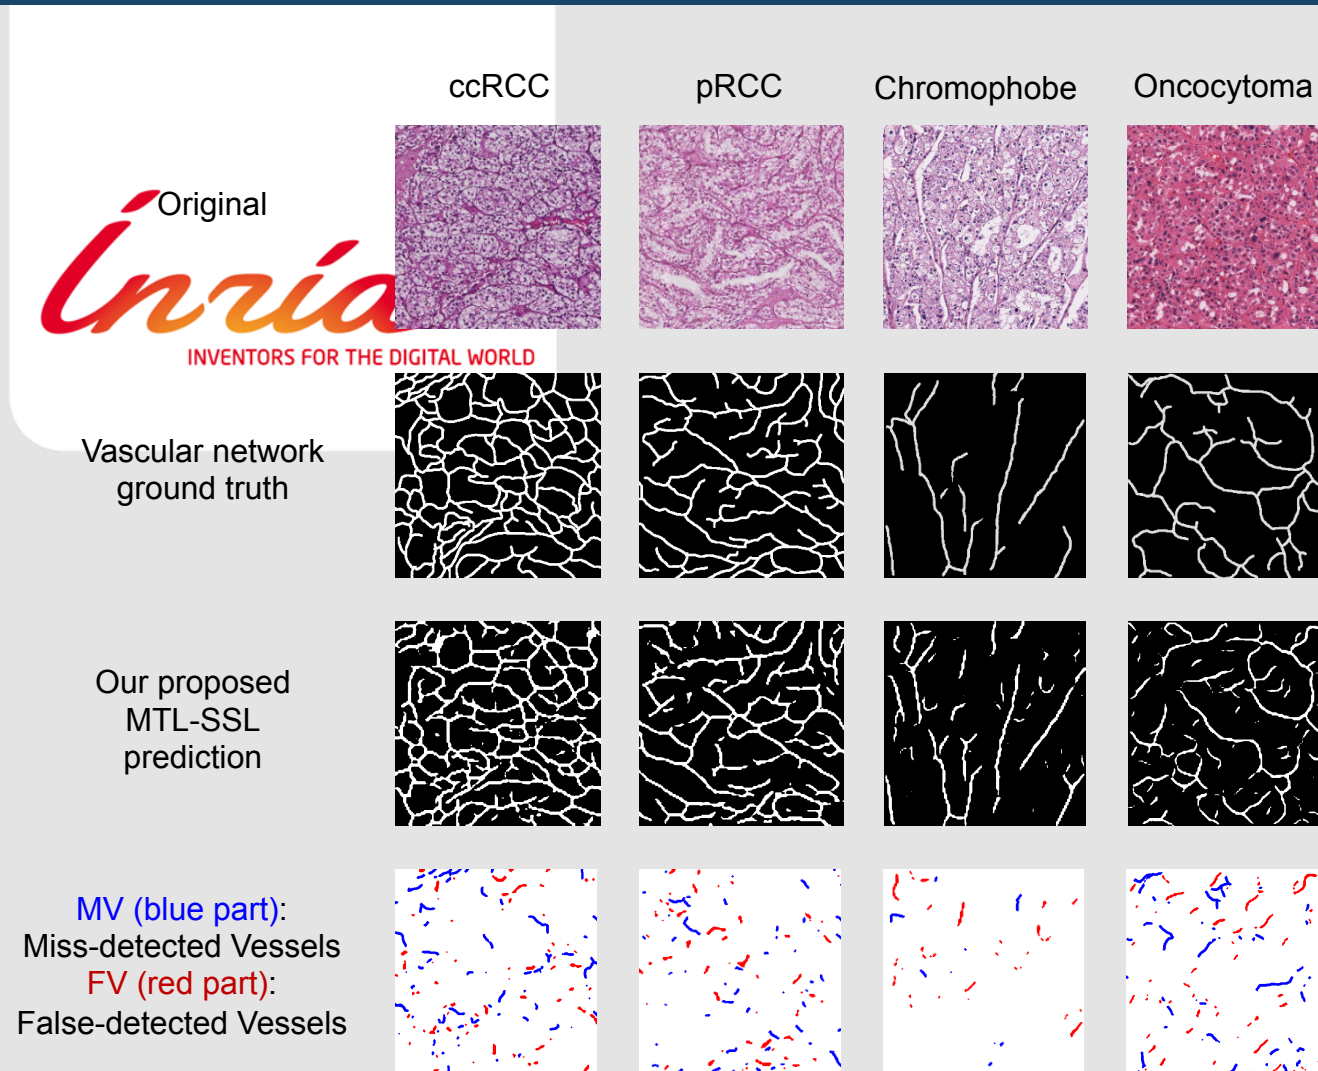 ccRCC
pRCC
Chromophobe
Oncocytoma
Original
Inria
INVENTORS FOR THE DIGITAL WORLD
Vascular network
ground truth
Our proposed
MTL-SSL
prediction
MV (blue part):
Miss-detected Vessels
FV (red part):
False-detected Vessels